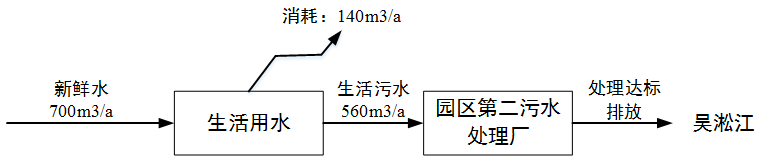 消耗：140m3/a
新鲜水
700m3/a
生活用水
生活污水
560m3/a
园区第二污水
处理厂
处理达标
排放
吴淞江